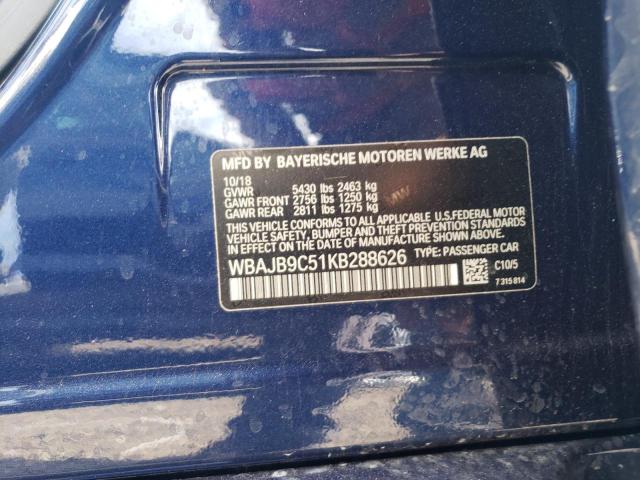 MFD BY BAYERISCHE MOTOREN WERKE AG
10/18
GVWR 5430 lbs 2463 kg
GAWR FRONT 2756 lbs 1250 kg
GAWR REAR 2811 lbs 1275 kg
THIS VEHICLE CONFORMS TO ALL APPLICABLE U.S.FEDERAL MOTOR
VEHICLE SAFETY, BUMPER, AND THEFT PREVENTION STANDARDS
IN EFFECT ON THE DATE OF MANUFACTURE SHOWN ABOVE.
WBAJB9C51KB288626 TYPE: PASSENGER CAR
C10/5
7 315 814